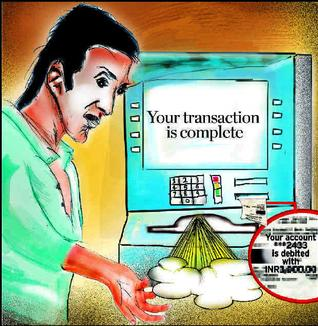 Your transaction
is complete
Your account
***2433
is debited
with